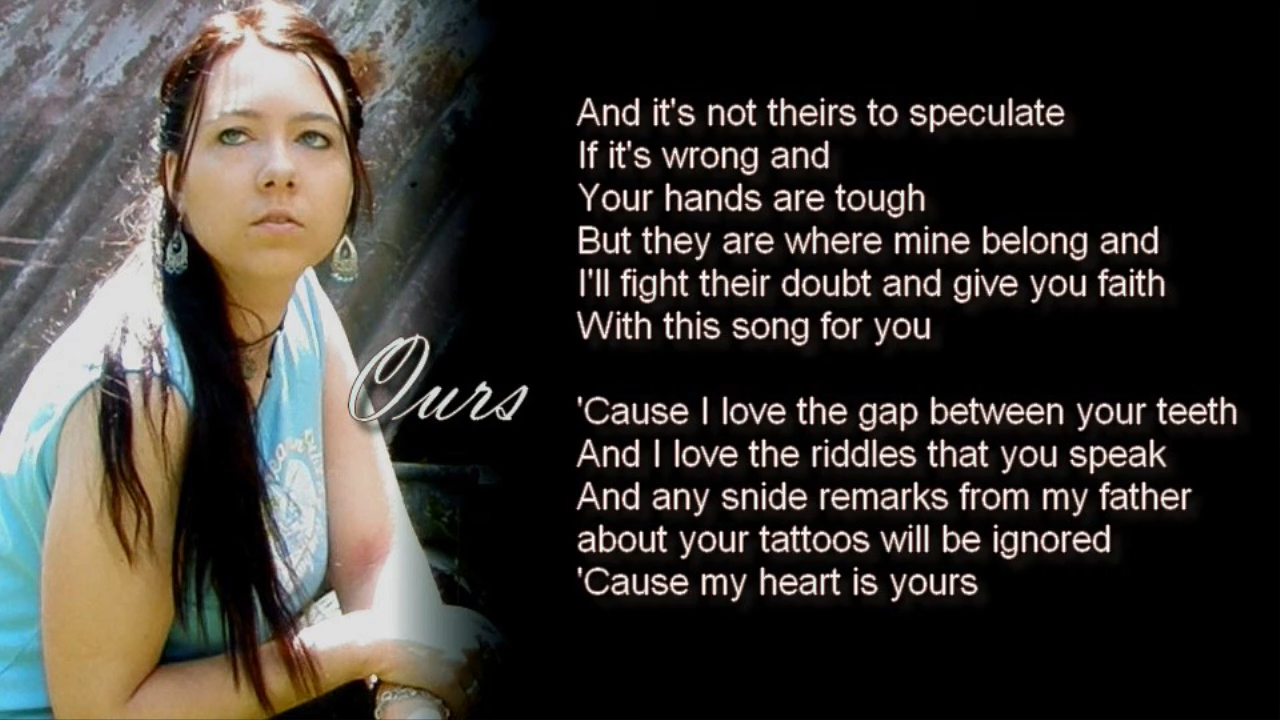 Ours
And it's not theirs to speculate
If it's wrong and
Your hands are tough
But they are where mine belong and
I'll fight their doubt and give you faith
With this song for you
'Cause I love the gap between your teeth
And I love the riddles that you speak
And any snide remarks from my father
about your tattoos will be ignored
'Cause my heart is yours